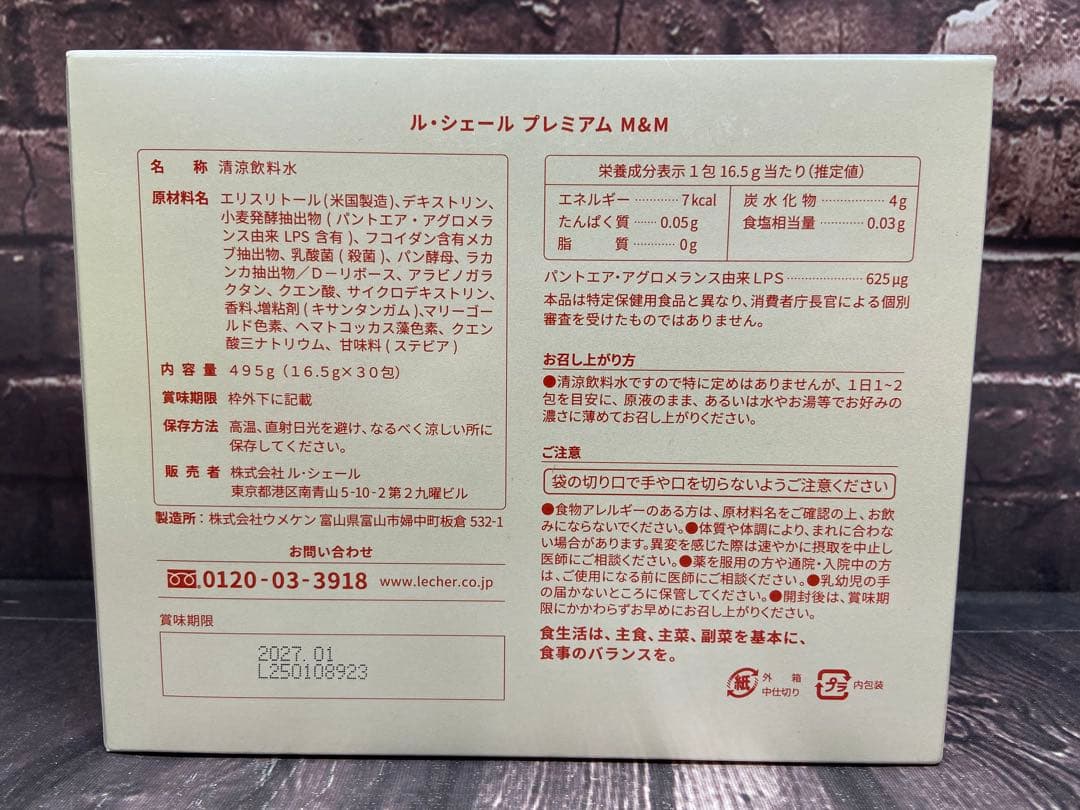 ル・シェール プレミアム M&M
名 称 清涼飲料水
原材料名 エリスリトール(米国製造)、デキストリン、
小麦発酵抽出物(パントエア・アグロメラ
ンス由来 LPS 含有)、フコイダン含有メカ
ブ抽出物、乳酸菌(殺菌)、パン酵母、ラカ
ンカ抽出物／D－リボース、アラビノガラ
クタン、クエン酸、サイクロデキストリン、
香料、増粘剤(キサンタンガム)、マリーゴ
ールド色素、ヘマトコッカス藻色素、クエン
酸三ナトリウム、甘味料(ステビア)
内容量 495g（16.5g×30包）
賞味期限 枠外下に記載
保存方法 高温、直射日光を避け、なるべく涼しい所に
保存してください。
販売者 株式会社 ル・シェール
東京都港区南青山5-10-2第２九曜ビル
製造所：株式会社ウメケン 富山県富山市婦中町板倉 532-1
お問い合わせ
0120-03-3918 www.lecher.co.jp
賞味期限
2027.01
L250108923
栄養成分表示１包 16.5g当たり（推定値）
エネルギー…………7kcal
たんぱく質………0.05g
脂 質…………0g
炭水化物………………4g
食塩相当量…………0.03g
パントエア・アグロメランス由来LPS………………625μg
本品は特定保健用食品と異なり、消費者庁長官による個別
審査を受けたものではありません。
お召し上がり方
●清涼飲料水ですので特に定めはありませんが、１日1~2
包を目安に、原液のまま、あるいは水やお湯等でお好みの
濃さに薄めてお召し上がりください。
ご注意
袋の切り口で手や口を切らないようご注意ください
●食物アレルギーのある方は、原材料名をご確認の上、お飲
みにならないでください。●体質や体調により、まれに合わな
い場合があります。異変を感じた際は速やかに摂取を中止し
医師にご相談ください。●薬を服用の方や通院・入院中の方
は、ご使用になる前に医師にご相談ください。●乳幼児の手
の届かないところに保管してください。●開封後は、賞味期
限にかかわらずお早めにお召し上がりください。
食生活は、主食、主菜、副菜を基本に、
食事のバランスを。
紙 外 箱
中仕切り
プラ 内包装